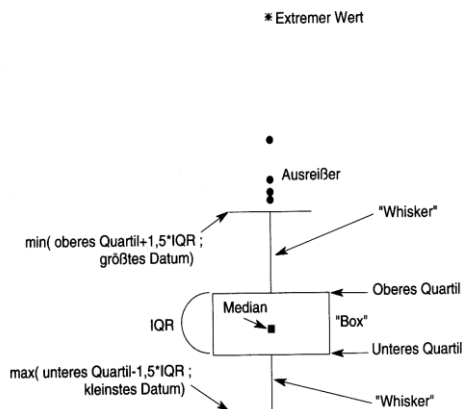 Extremer Wert
Ausreißer
"Whisker"
min( oberes Quartil+1,5*IQR ;
größtes Datum)
Oberes Quartil
Median
"Box"
IQR
Unteres Quartil
max( unteres Quartil-1,5*IQR ;
kleinstes Datum)
"Whisker"